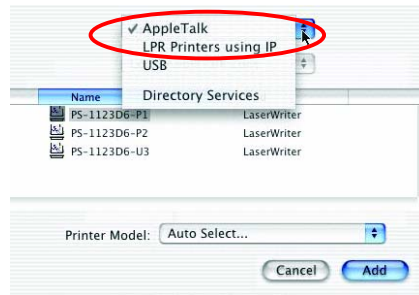 ✓ AppleTalk
LPR Printers using IP
USB
Directory Services
Name
PS-1123D6-P1 LaserWriter
PS-1123D6-P2 LaserWriter
PS-1123D6-U3 LaserWriter
Printer Model: Auto Select...
Cancel Add